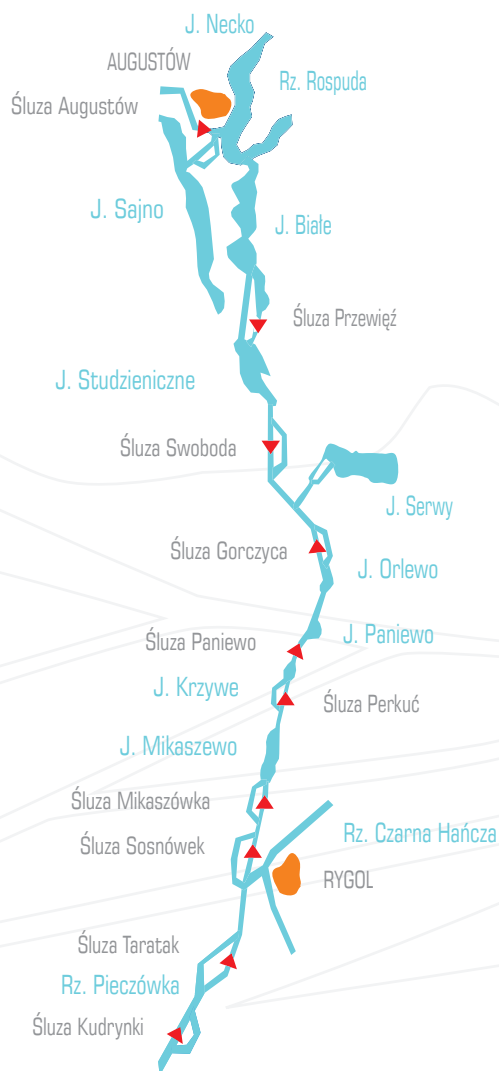 J. Necko
AUGUSTÓW
Rz. Rospuda
Śluza Augustów
J. Sajno
J. Białe
Śluza Przewięź
J. Studzieniczne
Śluza Swoboda
J. Serwy
Śluza Gorczyca
J. Orlewo
J. Paniewo
Śluza Paniewo
J. Krzywe
Śluza Perkuć
J. Mikaszewo
Śluza Mikaszówka
Rz. Czarna Hańcza
Śluza Sosnówek
RYGOL
Śluza Taratak
Rz. Pieczówka
Śluza Kudrynki